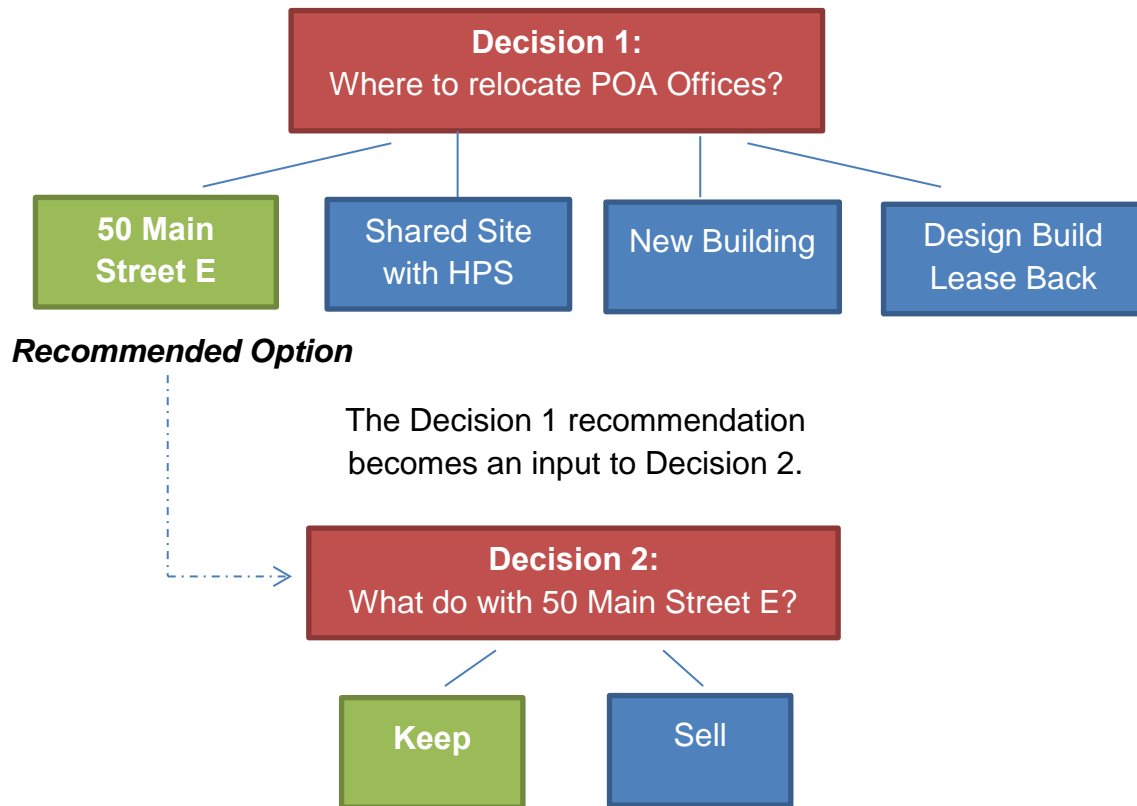 Decision 1:
Where to relocate POA Offices?
50 Main
Street E
Shared Site
with HPS
New Building
Design Build
Lease Back
Recommended Option
The Decision 1 recommendation
becomes an input to Decision 2.
Decision 2:
What do with 50 Main Street E?
Keep
Sell